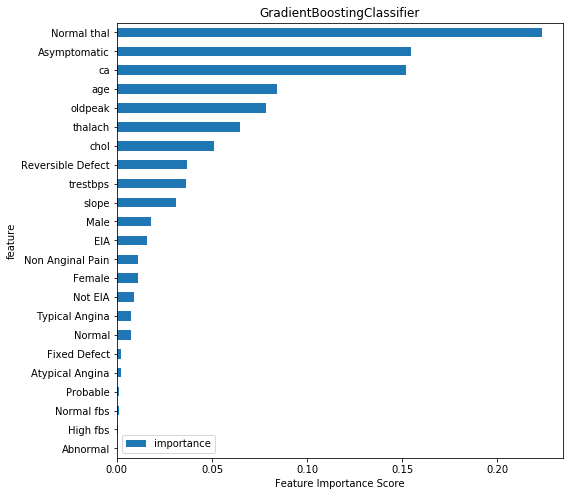 GradientBoostingClassifier
feature
Normal thal
Asymptomatic
ca
age
oldpeak
thalach
chol
Reversible Defect
trestbps
slope
Male
EIA
Non Anginal Pain
Female
Not EIA
Typical Angina
Normal
Fixed Defect
Atypical Angina
Probable
Normal fbs
High fbs
Abnormal
importance
0.00 0.05 0.10 0.15 0.20
Feature Importance Score